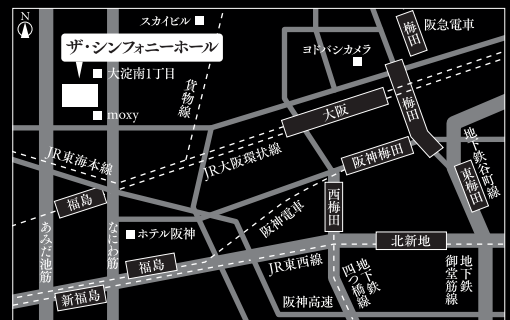 N
スカイビル
ザ・シンフォニーホール
大淀南1丁目
moxy
貨物線
ヨドバシカメラ
梅田
阪急電車
梅田
大阪
JR東海本線
JR大阪環状線
阪神梅田
地下鉄谷町線
東梅田
福島
西梅田
阪神電車
あみだ池筋
なにわ筋
ホテル阪神
北新地
福島
JR東西線
新福島
地下鉄
四つ橋線
地下鉄
御堂筋線
阪神高速